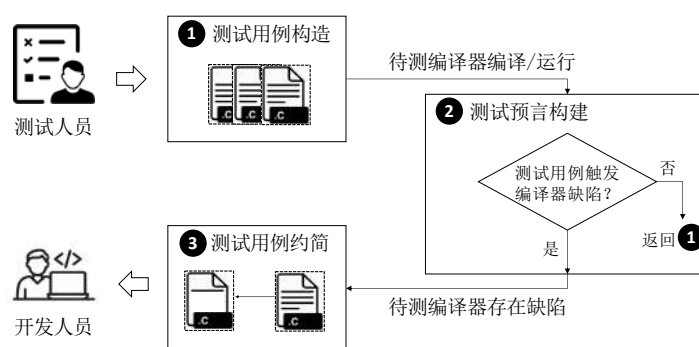 1 测试用例构造
.C
.C
.C
测试人员
待测编译器编译/运行
2 测试预言构建
测试用例触发
编译器缺陷？
否
是
返回 1
3 测试用例约简
.C
.C
</>
开发人员
待测编译器存在缺陷